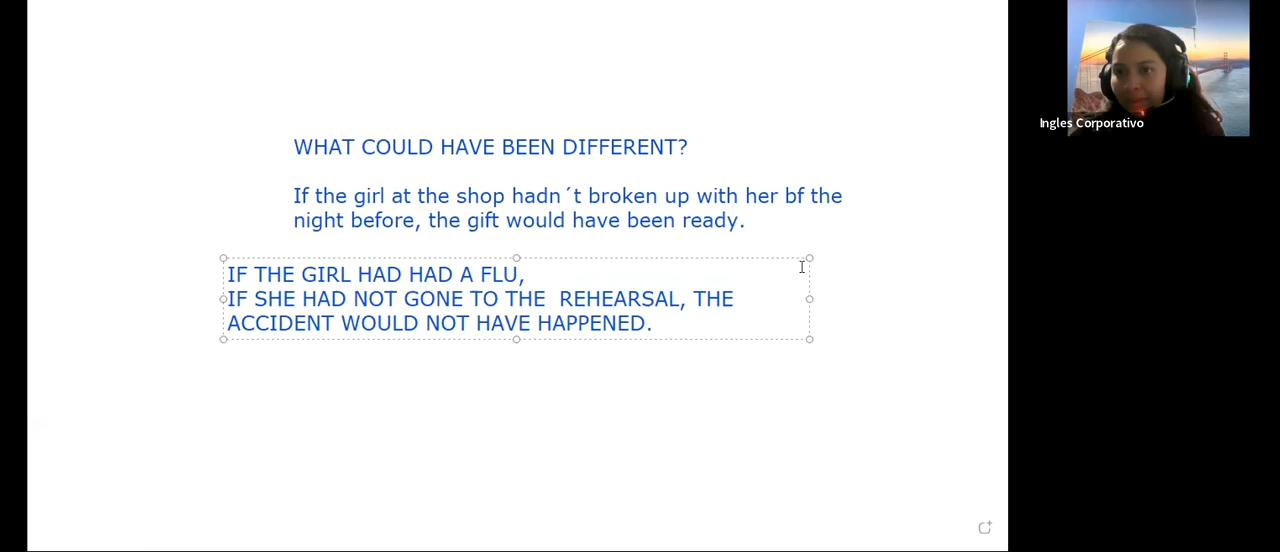 WHAT COULD HAVE BEEN DIFFERENT?
If the girl at the shop hadn´t broken up with her bf the
night before, the gift would have been ready.
IF THE GIRL HAD HAD A FLU,
IF SHE HAD NOT GONE TO THE  REHEARSAL, THE
ACCIDENT WOULD NOT HAVE HAPPENED.
Ingles Corporativo